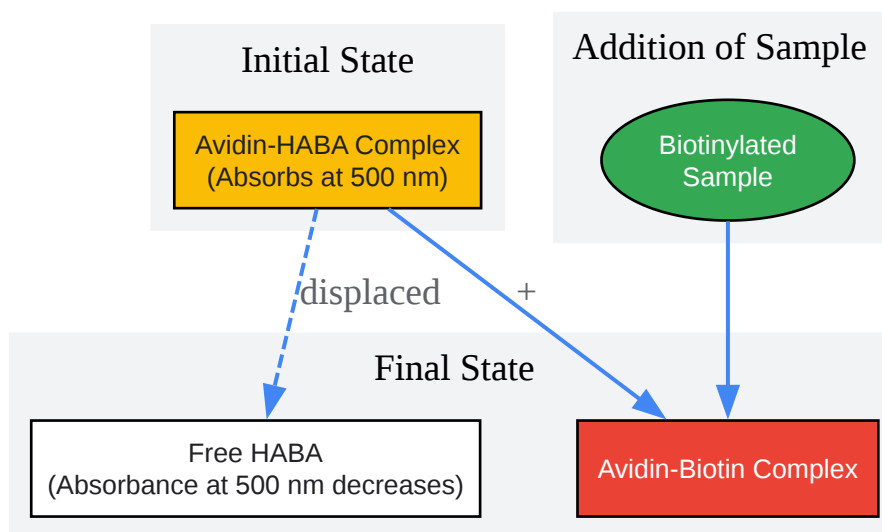 Initial State
Addition of Sample
Avidin-HABA Complex
(Absorbs at 500 nm)
Biotinylated
Sample
displaced
+
Final State
Free HABA
(Absorbance at 500 nm decreases)
Avidin-Biotin Complex